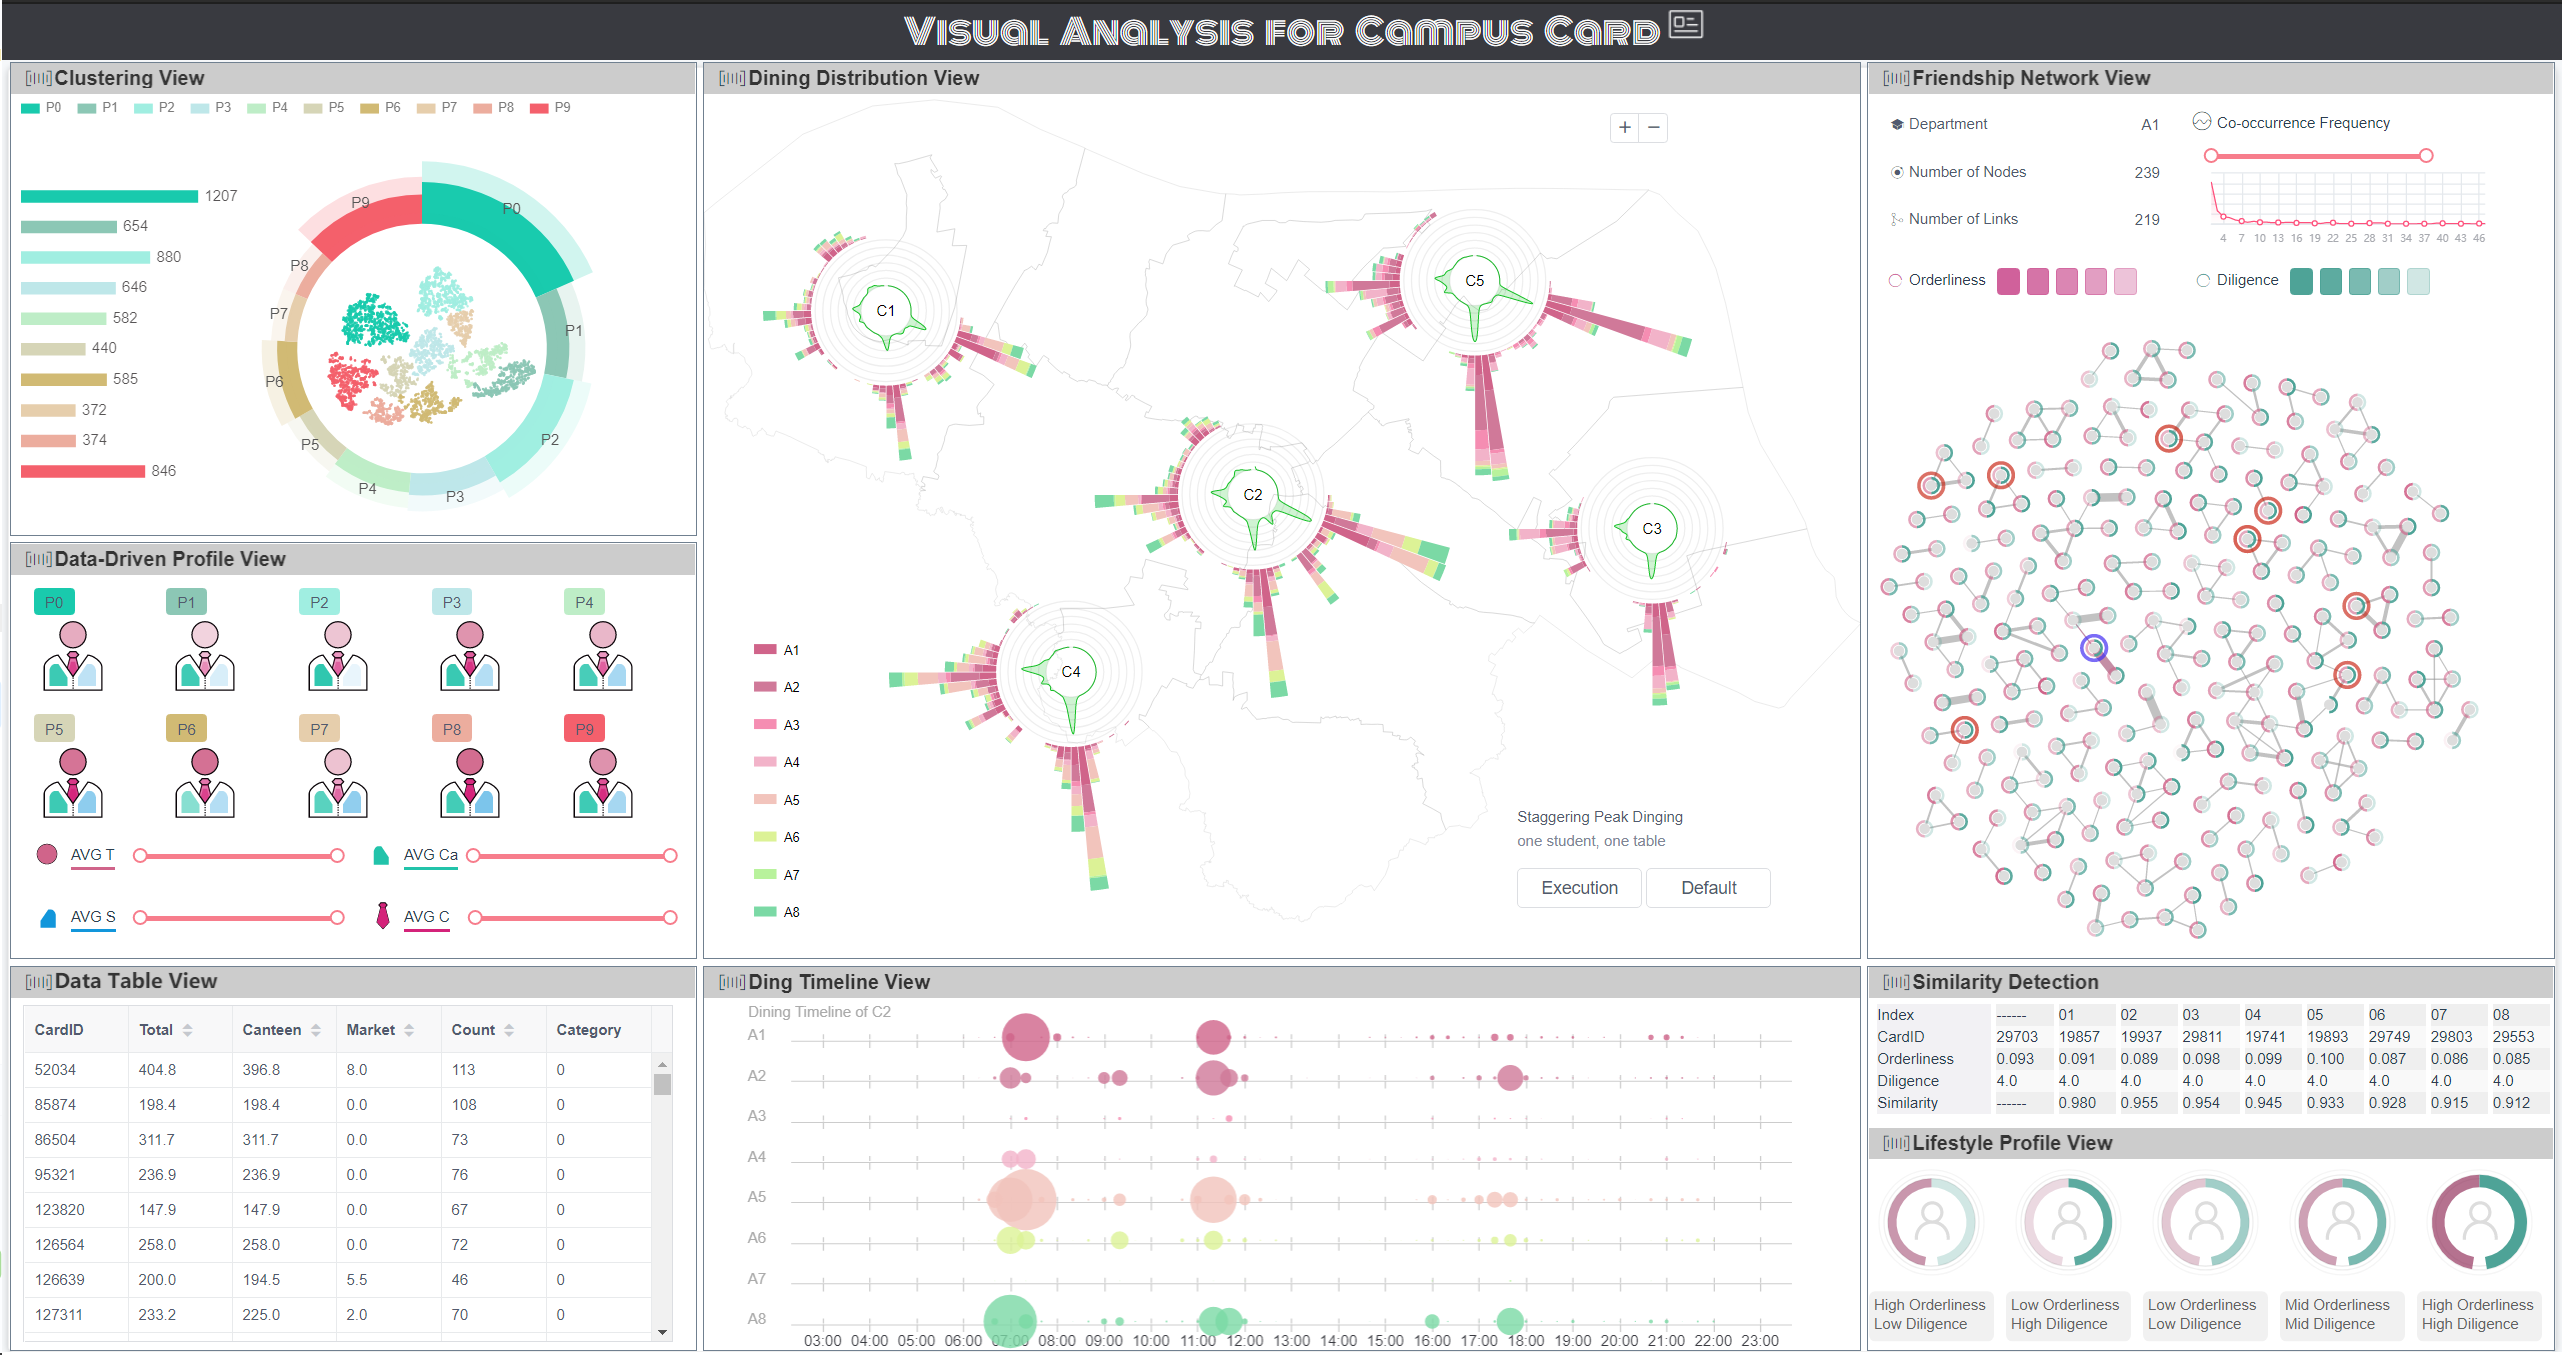 Visual Analysis for Campus Card
Clustering View
P0 P1 P2 P3 P4 P5 P6 P7 P8 P9
1207
654
880
646
582
440
585
372
374
846
P0
P1
P2
P3
P4
P5
P6
P7
P8
P9
Data-Driven Profile View
P0 P1 P2 P3 P4
P5 P6 P7 P8 P9
AVG T AVG Ca
AVG S AVG C
Data Table View
CardID Total Canteen Market Count Category
52034 404.8 396.8 8.0 113 0
85874 198.4 198.4 0.0 108 0
86504 311.7 311.7 0.0 73 0
95321 236.9 236.9 0.0 76 0
123820 147.9 147.9 0.0 67 0
126564 258.0 258.0 0.0 72 0
126639 200.0 194.5 5.5 46 0
127311 233.2 225.0 2.0 70 0
Dining Distribution View
+ −
C1
C5
C2
C3
C4
A1
A2
A3
A4
A5
A6
A7
A8
Staggering Peak Dinging
one student, one table
Execution Default
Ding Timeline View
Dining Timeline of C2
A1
A2
A3
A4
A5
A6
A7
A8
03:00 04:00 05:00 06:00 07:00 08:00 09:00 10:00 11:00 12:00 13:00 14:00 15:00 16:00 17:00 18:00 19:00 20:00 21:00 22:00 23:00
Friendship Network View
Department A1
Number of Nodes 239
Number of Links 219
Co-occurrence Frequency
4 7 10 13 16 19 22 25 28 31 34 37 40 43 46
Orderliness Diligence
Similarity Detection
Index ------ 01 02 03 04 05 06 07 08
CardID 29703 19857 19937 29811 19741 19893 29749 29803 29553
Orderliness 0.093 0.091 0.089 0.098 0.099 0.100 0.087 0.086 0.085
Diligence 4.0 4.0 4.0 4.0 4.0 4.0 4.0 4.0 4.0
Similarity ------ 0.980 0.955 0.954 0.945 0.933 0.928 0.915 0.912
Lifestyle Profile View
High Orderliness
Low Diligence
Low Orderliness
High Diligence
Low Orderliness
Low Diligence
Mid Orderliness
Mid Diligence
High Orderliness
High Diligence